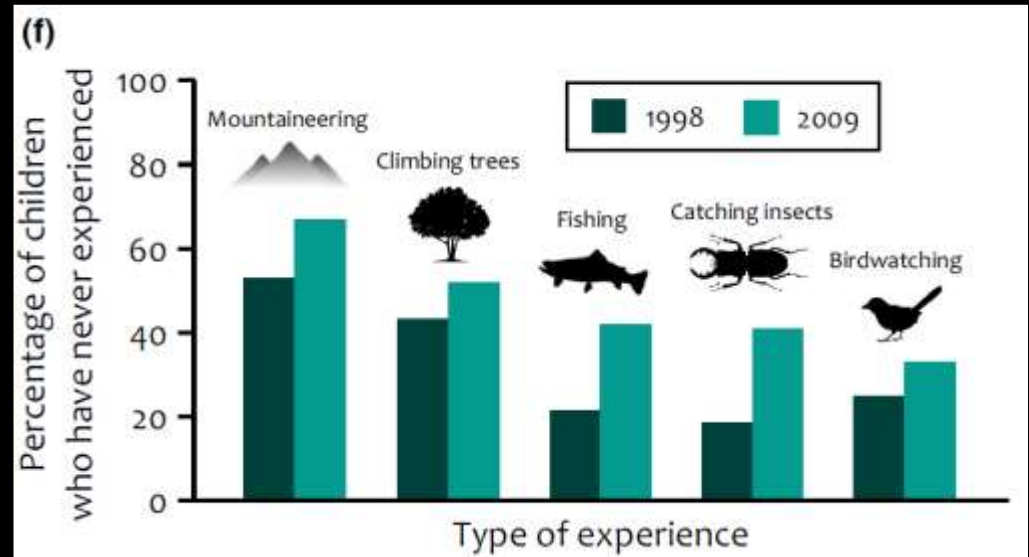 (f)
Percentage of children
who have never experienced
100
80
60
40
20
0
1998
2009
Mountaineering
Climbing trees
Fishing
Catching insects
Birdwatching
Type of experience